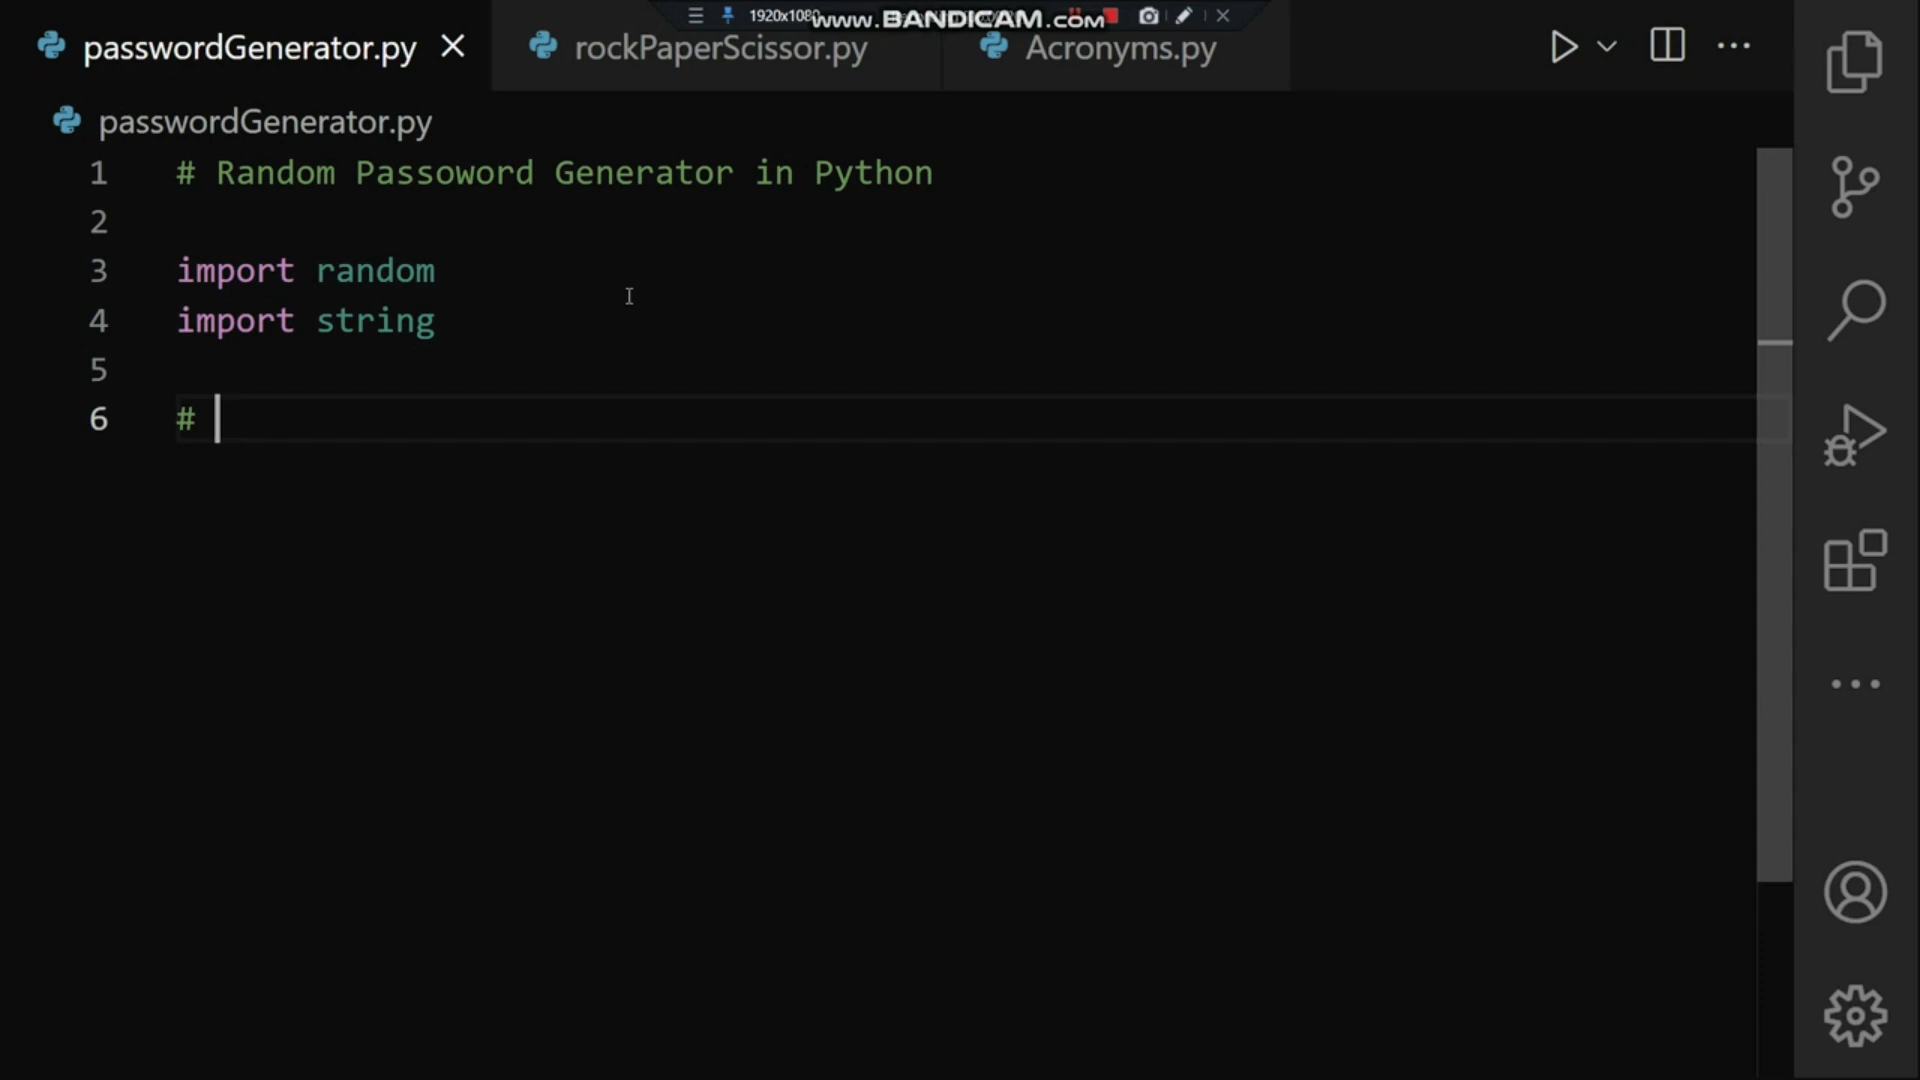 1920x1080
www.BANDICAM.com
passwordGenerator.py
rockPaperScissor.py
Acronyms.py
passwordGenerator.py
1 # Random Passoword Generator in Python
2
3 import random
4 import string
5
6 #